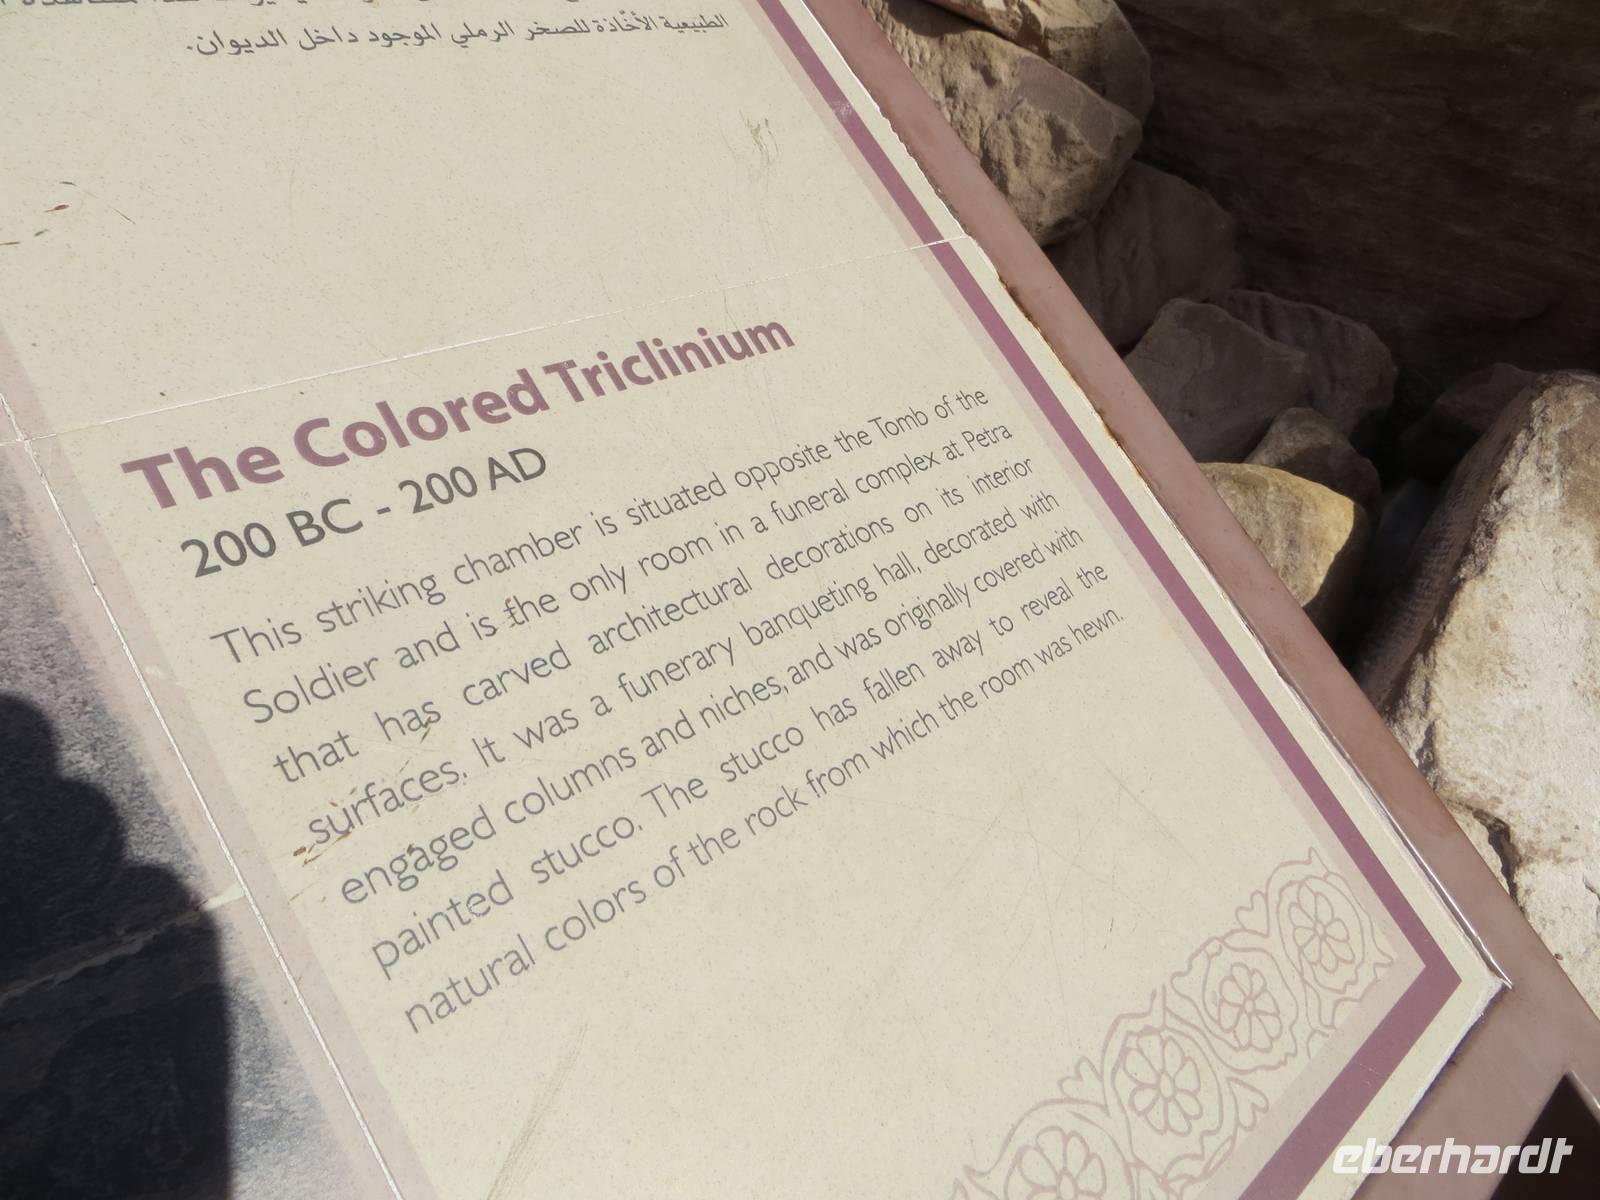 الطبيعية الأخّاذة للصخر الرملي الموجود داخل الديوان.
The Colored Triclinium
200 BC - 200 AD
This striking chamber is situated opposite the Tomb of the
Soldier and is the only room in a funeral complex at Petra
that has carved architectural decorations on its interior
surfaces. It was a funerary banqueting hall, decorated with
engaged columns and niches, and was originally covered with
painted stucco. The stucco has fallen away to reveal the
natural colors of the rock from which the room was hewn.
eberhardt